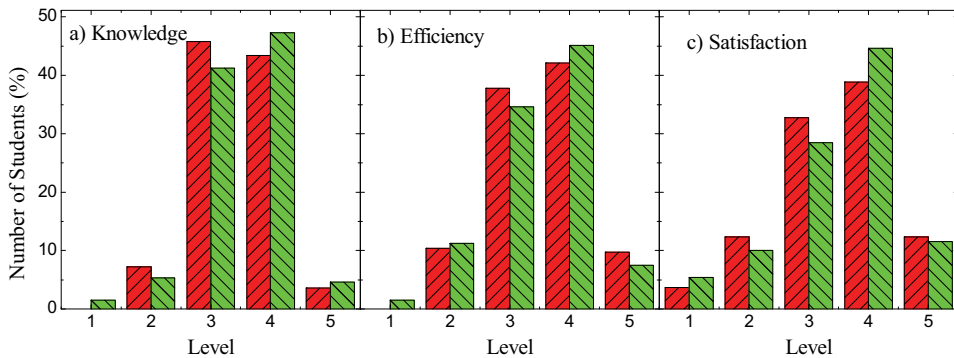 50
40
30
20
10
0
Number of Students (%)
a) Knowledge
b) Efficiency
c) Satisfaction
1 2 3 4 5 1 2 3 4 5 1 2 3 4 5
Level Level Level